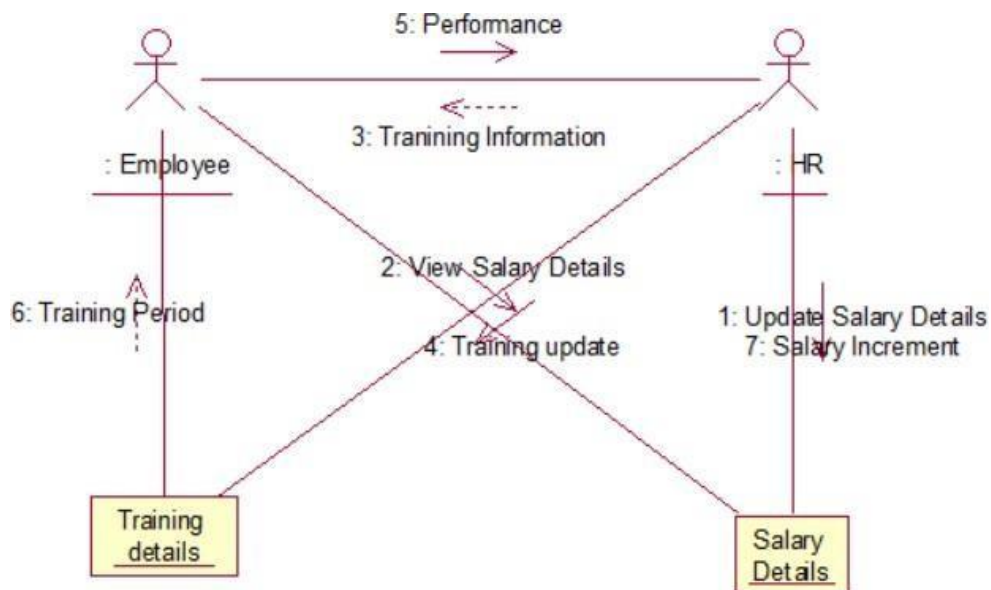 5: Performance
3: Tranining Information
: Employee
: HR
2: View Salary Details
6: Training Period
4: Training update
1: Update Salary Details
7: Salary Increment
Training
details
Salary
Details